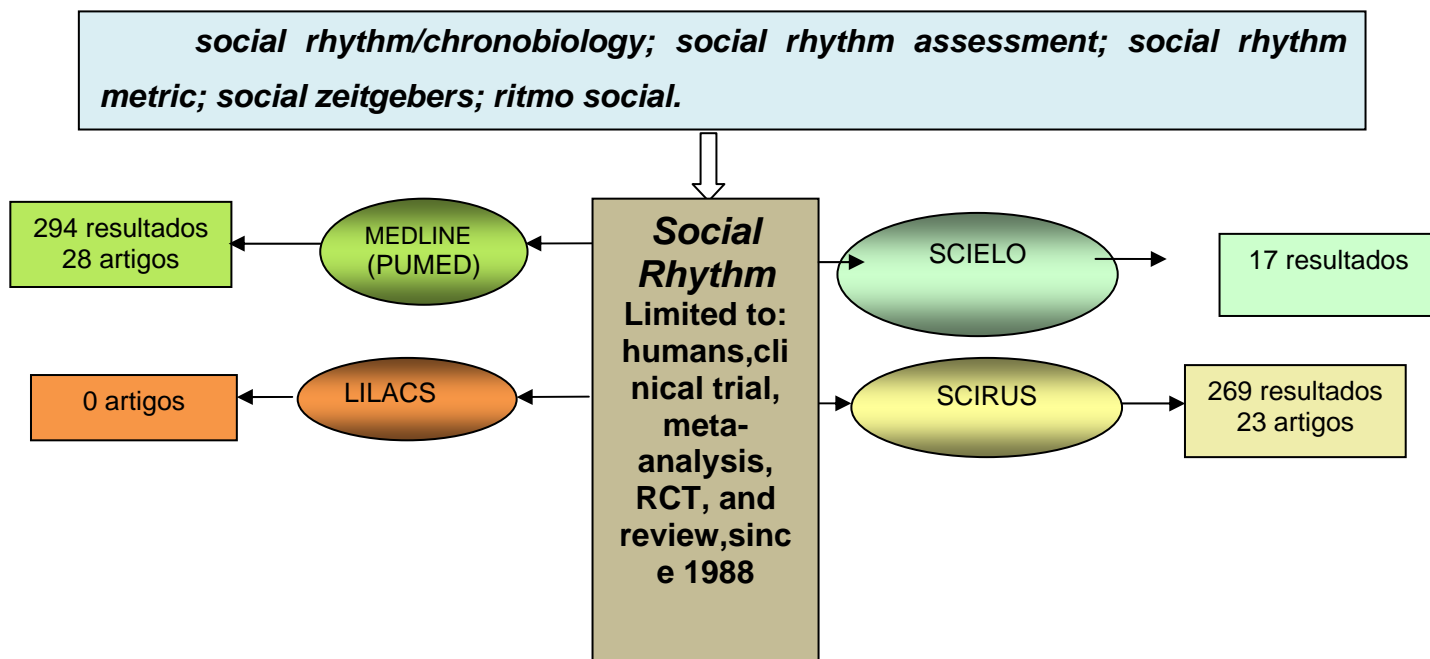 social rhythm/chronobiology; social rhythm assessment; social rhythm
metric; social zeitgebers; ritmo social.
294 resultados
28 artigos
MEDLINE
(PUMED)
Social
Rhythm
Limited to:
humans,cli
nical trial,
meta-
analysis,
RCT, and
review,sinc
e 1988
SCIELO
17 resultados
0 artigos
LILACS
SCIRUS
269 resultados
23 artigos